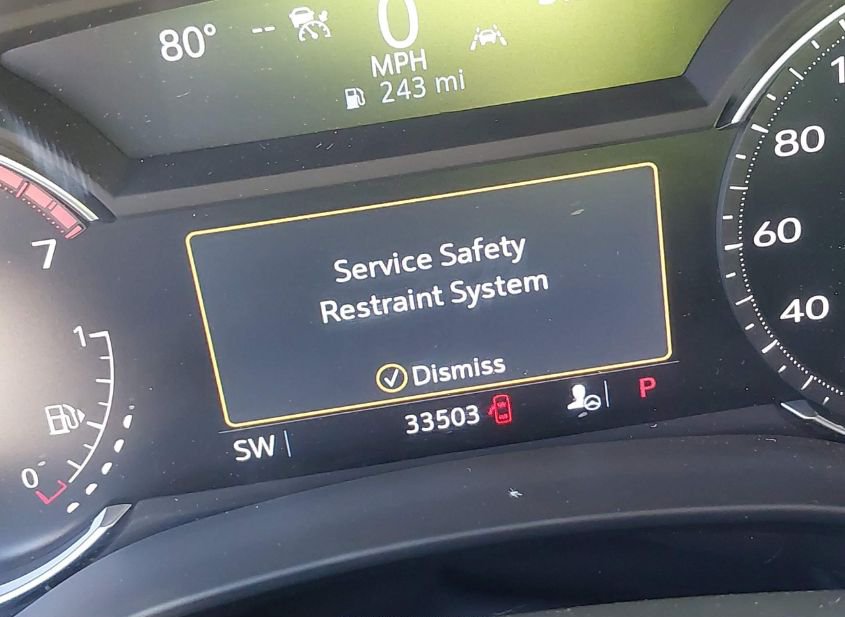 80° -- 0
MPH
243 mi
80
7
Service Safety
Restraint System
60
1
40
Dismiss
33503 P
SW
0